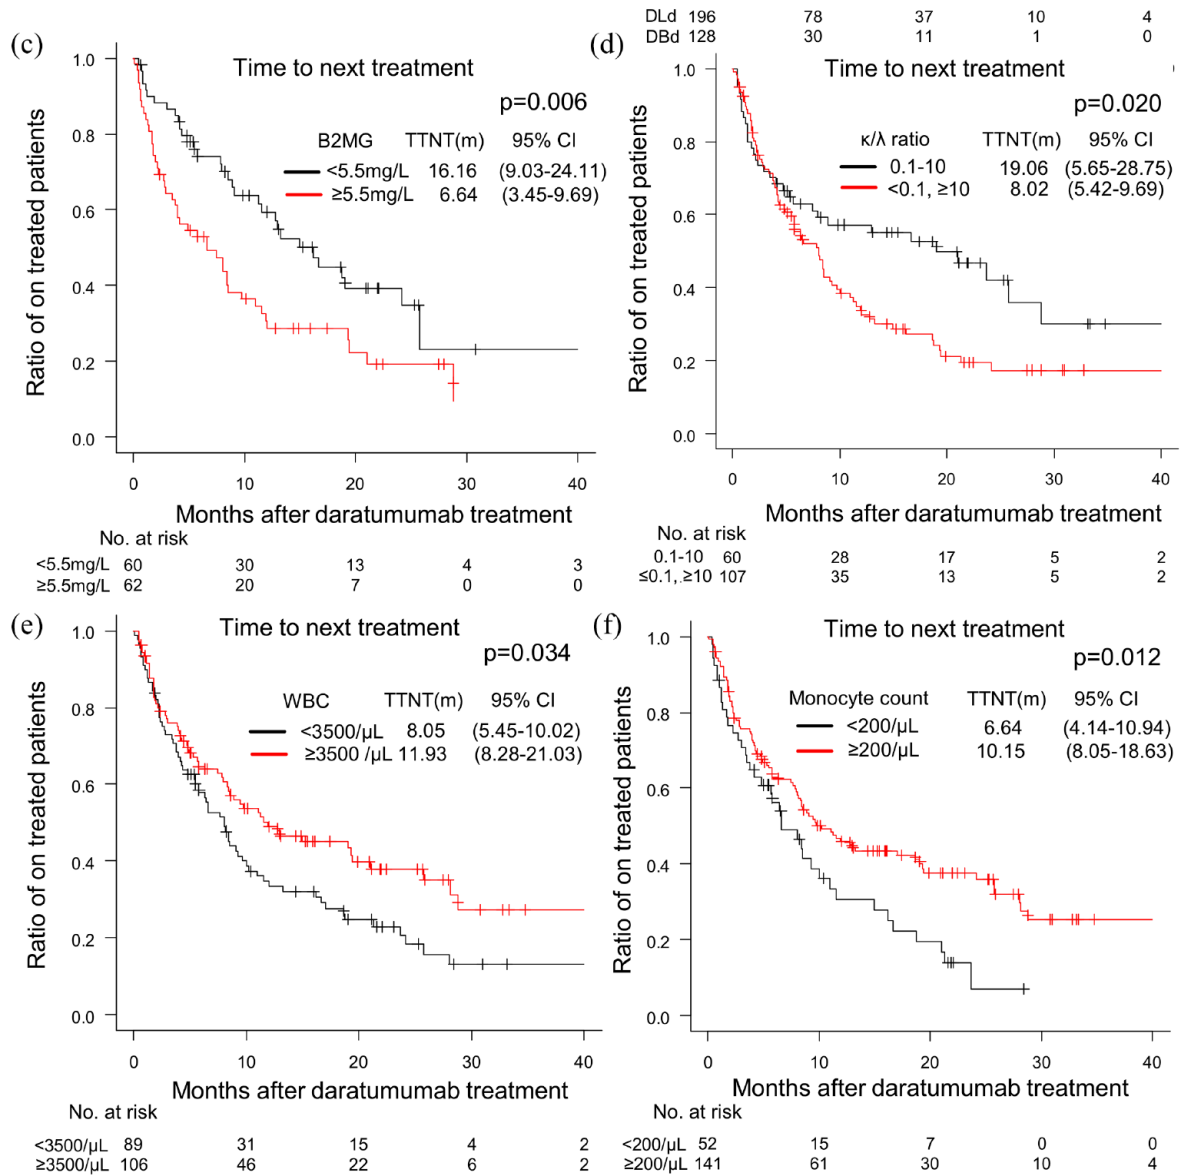 DLd 196 78 37 10 4
DBd 128 30 11 1 0
(c)
Time to next treatment
p=0.006
B2MG TTNT(m) 95% CI
<5.5mg/L 16.16 (9.03-24.11)
≥5.5mg/L 6.64 (3.45-9.69)
Ratio of on treated patients
1.0
0.8
0.6
0.4
0.2
0.0
0 10 20 30 40
Months after daratumumab treatment
No. at risk
<5.5mg/L 60 30 13 4 3
≥5.5mg/L 62 20 7 0 0
(d)
Time to next treatment
p=0.020
κ/λ ratio TTNT(m) 95% CI
0.1-10 19.06 (5.65-28.75)
<0.1, ≥10 8.02 (5.42-9.69)
Ratio of on treated patients
1.0
0.8
0.6
0.4
0.2
0.0
0 10 20 30 40
Months after daratumumab treatment
No. at risk
0.1-10 60 28 17 5 2
≤0.1, ≥10 107 35 13 5 2
(e)
Time to next treatment
p=0.034
WBC TTNT(m) 95% CI
<3500/μL 8.05 (5.45-10.02)
≥3500 /μL 11.93 (8.28-21.03)
Ratio of on treated patients
1.0
0.8
0.6
0.4
0.2
0.0
0 10 20 30 40
Months after daratumumab treatment
No. at risk
<3500/μL 89 31 15 4 2
≥3500/μL 106 46 22 6 2
(f)
Time to next treatment
p=0.012
Monocyte count TTNT(m) 95% CI
<200/μL 6.64 (4.14-10.94)
≥200/μL 10.15 (8.05-18.63)
Ratio of on treated patients
1.0
0.8
0.6
0.4
0.2
0.0
0 10 20 30 40
Months after daratumumab treatment
No. at risk
<200/μL 52 15 7 0 0
≥200/μL 141 61 30 10 4